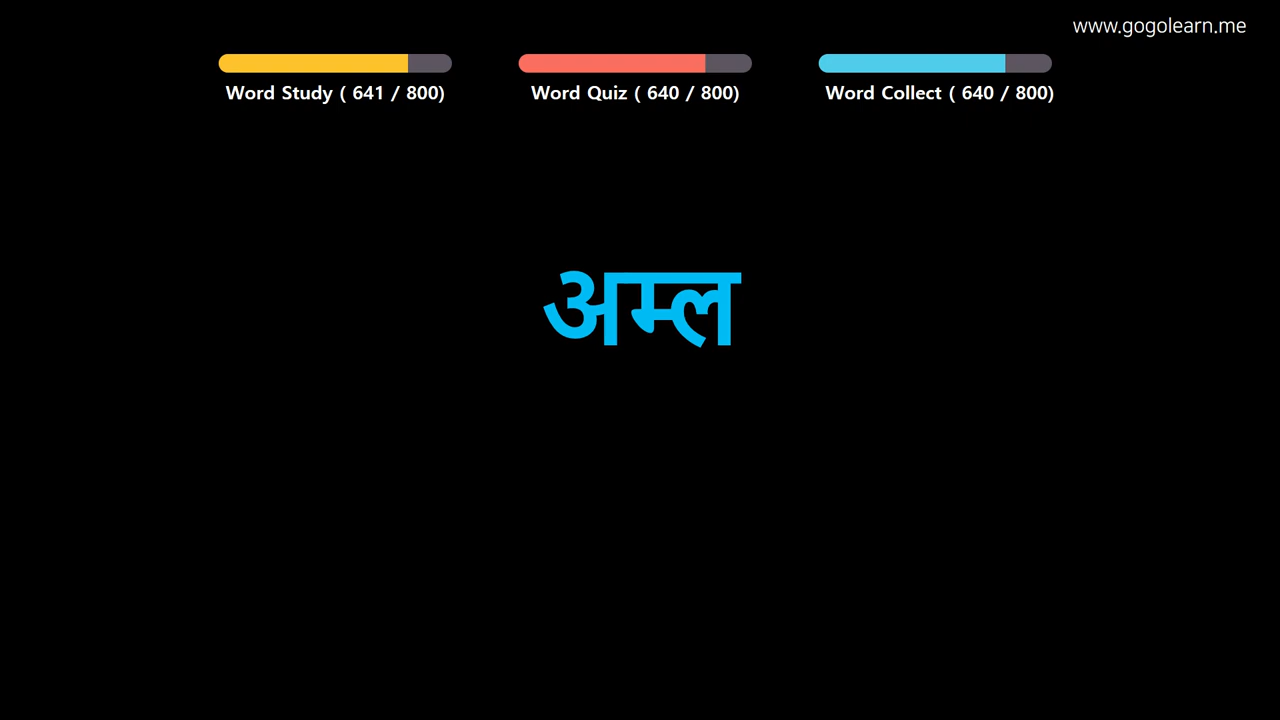 www.gogolearn.me
Word Study ( 641 / 800)
Word Quiz ( 640 / 800)
Word Collect ( 640 / 800)
अम्ल